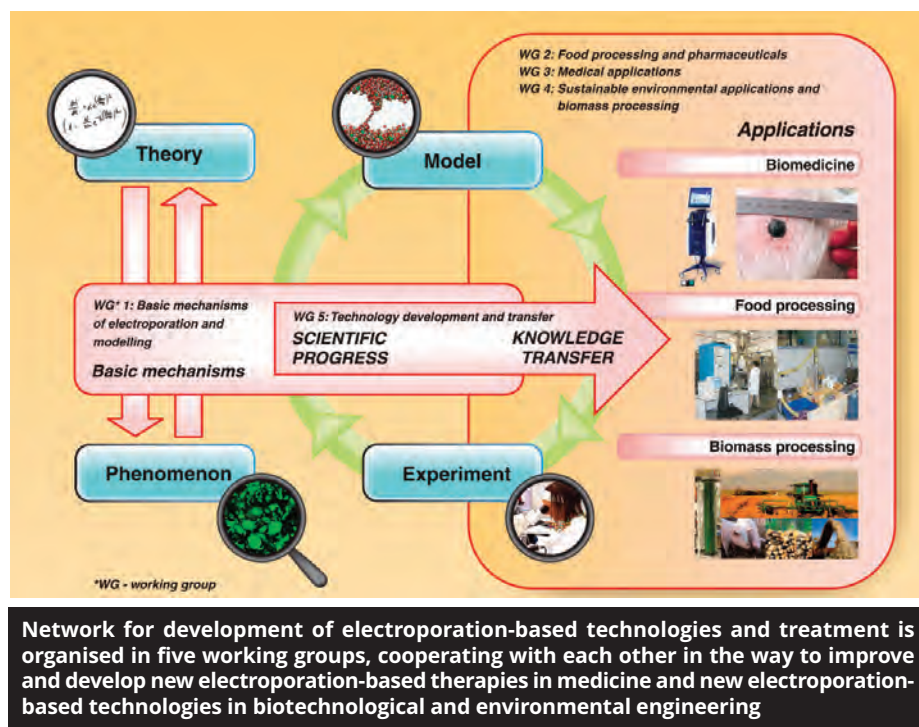 WG 2: Food processing and pharmaceuticals
WG 3: Medical applications
WG 4: Sustainable environmental applications and
biomass processing
Applications
Theory
Model
Biomedicine
WG* 1: Basic mechanisms
of electroporation and
modelling
Basic mechanisms
WG 5: Technology development and transfer
SCIENTIFIC
PROGRESS
KNOWLEDGE
TRANSFER
Food processing
Phenomenon
Experiment
Biomass processing
*WG - working group
Network for development of electroporation-based technologies and treatment is
organised in five working groups, cooperating with each other in the way to improve
and develop new electroporation-based therapies in medicine and new electroporation-
based technologies in biotechnological and environmental engineering